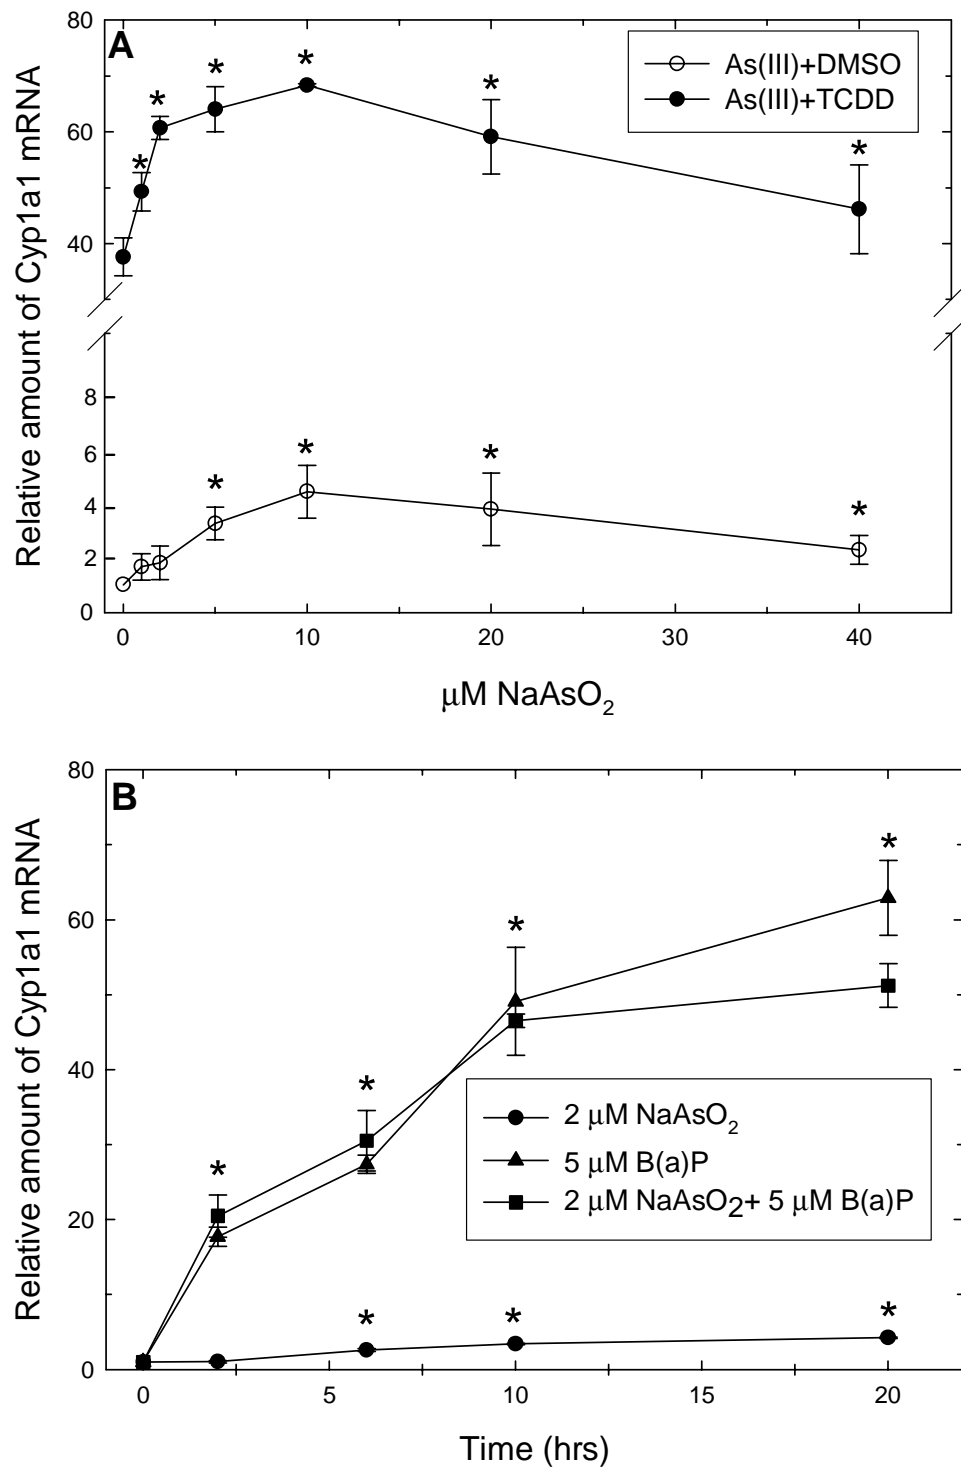 A
80
60
40
8
6
4
2
0
Relative amount of Cyp1a1 mRNA
As(III)+DMSO
As(III)+TCDD
* * * * * *
* * * *
0 10 20 30 40
μM NaAsO2
B
80
60
40
20
0
Relative amount of Cyp1a1 mRNA
* * * *
2 μM NaAsO2
5 μM B(a)P
2 μM NaAsO2+ 5 μM B(a)P
* * *
0 5 10 15 20
Time (hrs)